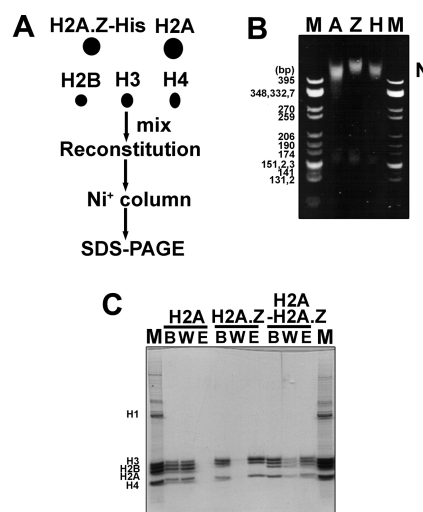 A
H2A.Z-His H2A
H2B H3 H4
mix
Reconstitution
Ni+ column
SDS-PAGE
B
M A Z H M
N
(bp)
395
348,332,7
270
259
206
190
174
151,2,3
141
131,2
C
H2A
H2A H2A.Z -H2A.Z
M B W E B W E B W E M
H1
H3
H2B
H2A
H4